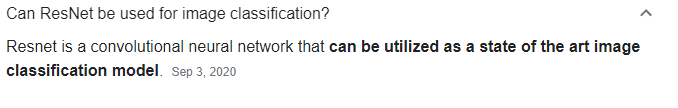 Can ResNet be used for image classification?
Resnet is a convolutional neural network that can be utilized as a state of the art image
classification model. Sep 3, 2020